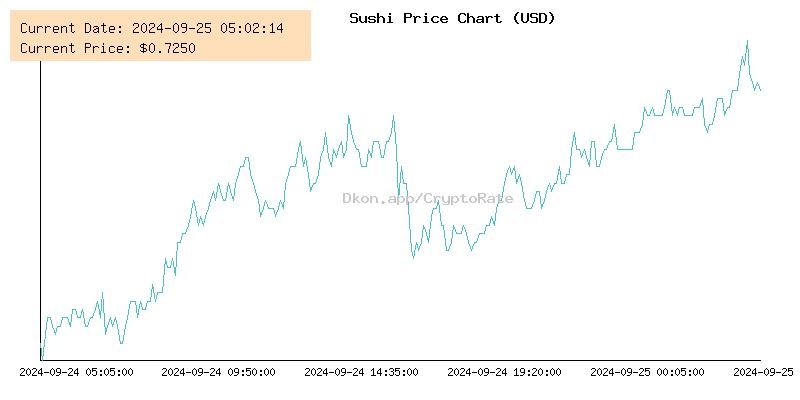 Sushi Price Chart (USD)
Current Date: 2024-09-25 05:02:14
Current Price: $0.7250
Dkon.app/CryptoRate
2024-09-24 05:05:00 2024-09-24 09:50:00 2024-09-24 14:35:00 2024-09-24 19:20:00 2024-09-25 00:05:00 2024-09-25